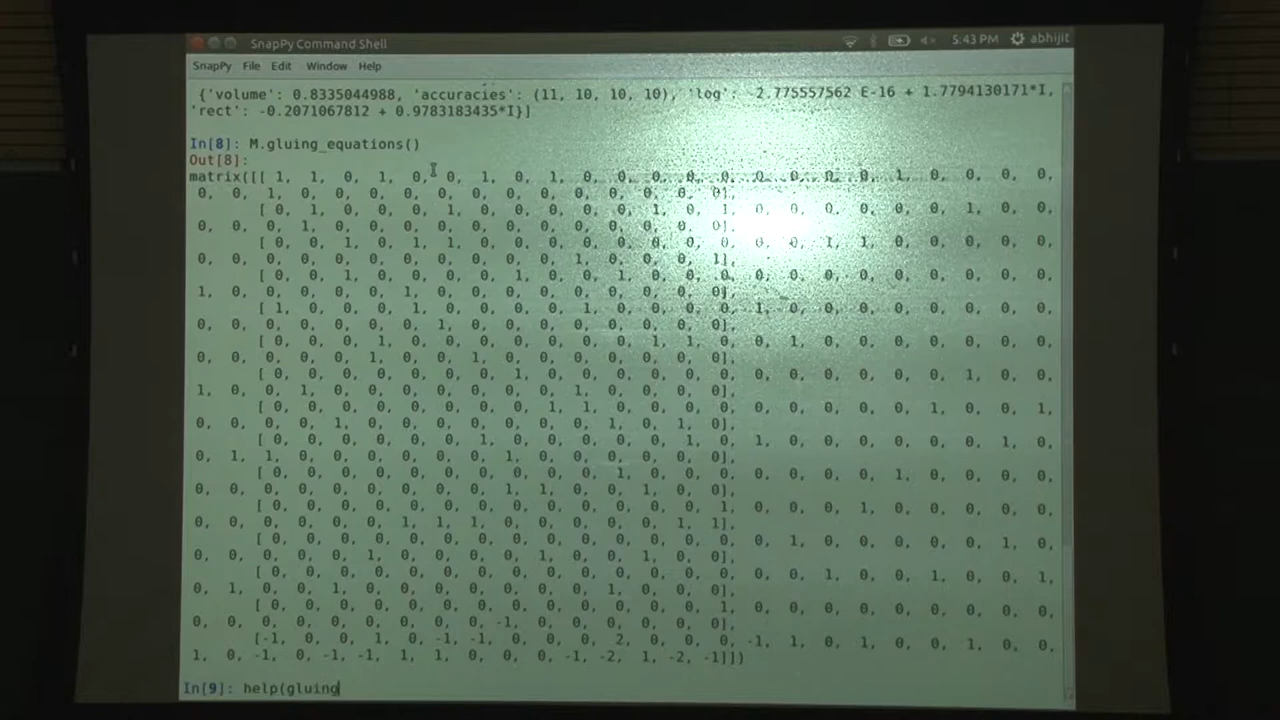 SnapPy Command Shell
5:43 PM abhijit
SnapPy File Edit Window Help
{'volume': 0.8335044988, 'accuracies': (11, 10, 10, 10), 'log': -2.775557562 E-16 + 1.7794130171*I,
'rect': -0.2071067812 + 0.9783183435*I}]
In[8]: M.gluing_equations()
Out[8]:
matrix([[ 1, 1, 0, 1, 0, 0, 1, 0, 1, 0, 0, 0, 0, 0, 0, 0, 0, 0, 1, 0, 0, 0, 0,
0, 0, 1, 0, 0, 0, 0, 0, 0, 0, 0, 0, 0, 0, 0, 0, 0],
[ 0, 1, 0, 0, 0, 1, 0, 0, 0, 0, 0, 1, 0, 1, 0, 0, 0, 0, 0, 0, 1, 0, 0,
0, 0, 0, 1, 0, 0, 0, 0, 0, 0, 0, 0, 0, 0, 0, 0],
[ 0, 0, 1, 0, 1, 1, 0, 0, 0, 0, 0, 0, 0, 0, 0, 0, 1, 1, 0, 0, 0, 0, 0,
0, 0, 0, 0, 0, 0, 0, 0, 0, 0, 0, 1, 0, 0, 0, 1],
[ 0, 0, 1, 0, 0, 0, 0, 1, 0, 0, 1, 0, 0, 0, 0, 0, 0, 0, 0, 0, 0, 0, 0,
1, 0, 0, 0, 0, 0, 1, 0, 0, 0, 0, 0, 0, 0, 0, 0],
[ 1, 0, 0, 0, 1, 0, 0, 0, 0, 1, 0, 0, 0, 0, 1, 0, 0, 0, 0, 0, 0, 0, 0,
0, 0, 0, 0, 0, 0, 0, 1, 0, 0, 0, 0, 0, 0, 0, 0],
[ 0, 0, 0, 1, 0, 0, 0, 0, 0, 0, 0, 1, 1, 0, 0, 1, 0, 0, 0, 0, 0, 0, 0,
0, 0, 0, 0, 0, 1, 0, 0, 1, 0, 0, 0, 0, 0, 0, 0],
[ 0, 0, 0, 0, 0, 0, 0, 1, 0, 0, 0, 0, 0, 0, 0, 0, 0, 0, 0, 0, 1, 0, 0,
1, 0, 0, 1, 0, 0, 0, 0, 0, 0, 0, 1, 0, 0, 0, 0],
[ 0, 0, 0, 0, 0, 0, 0, 0, 1, 1, 0, 0, 0, 0, 0, 0, 0, 0, 0, 1, 0, 0, 1,
0, 0, 0, 0, 1, 0, 0, 0, 0, 0, 0, 0, 1, 0, 1, 0],
[ 0, 0, 0, 0, 0, 0, 1, 0, 0, 0, 0, 0, 1, 0, 1, 0, 0, 0, 0, 0, 0, 1, 0,
0, 1, 1, 0, 0, 0, 0, 0, 0, 1, 0, 0, 0, 0, 0, 0],
[ 0, 0, 0, 0, 0, 0, 0, 0, 0, 0, 1, 0, 0, 0, 0, 0, 0, 0, 1, 0, 0, 0, 0,
0, 0, 0, 0, 0, 0, 0, 0, 0, 1, 1, 0, 0, 1, 0, 0],
[ 0, 0, 0, 0, 0, 0, 0, 0, 0, 0, 0, 0, 0, 1, 0, 0, 0, 1, 0, 0, 0, 0, 0,
0, 0, 0, 0, 0, 0, 1, 1, 1, 0, 0, 0, 0, 0, 1, 1],
[ 0, 0, 0, 0, 0, 0, 0, 0, 0, 0, 0, 0, 0, 0, 0, 1, 0, 0, 0, 0, 0, 1, 0,
0, 0, 0, 0, 0, 1, 0, 0, 0, 0, 1, 0, 0, 1, 0, 0],
[ 0, 0, 0, 0, 0, 0, 0, 0, 0, 0, 0, 0, 0, 0, 0, 0, 1, 0, 0, 1, 0, 0, 1,
0, 1, 0, 0, 1, 0, 0, 0, 0, 0, 0, 0, 1, 0, 0, 0],
[ 0, 0, 0, 0, 0, 0, 0, 0, 0, 0, 0, 0, 0, 1, 0, 0, 0, 0, 0, 0, 0, 0, 0,
0, 0, 0, 0, 0, 0, 0, 0, 0, -1, 0, 0, 0, 0, 0, 0],
[-1, 0, 0, 1, 0, -1, -1, 0, 0, 0, 2, 0, 0, 0, -1, 1, 0, 1, 0, 0, 1, 0, 0,
1, 0, -1, 0, -1, -1, 1, 1, 0, 0, 0, -1, -2, 1, -2, -1]])
In[9]: help(gluing